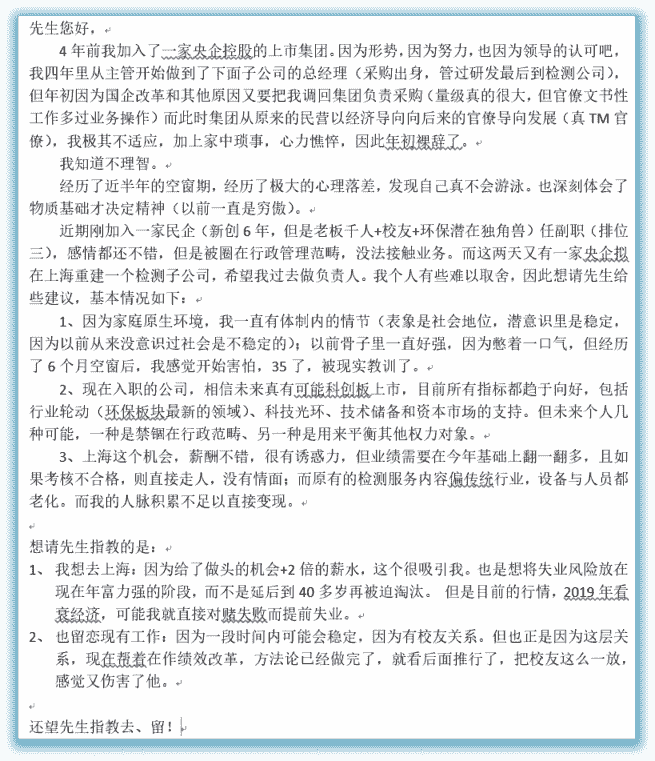 先生您好，
4 年前我加入了一家央企控股的上市集团。因为形势，因为努力，也因为领导的认可吧，
我四年里从主管开始做到了下面子公司的总经理（采购出身，管过研发最后到检测公司），
但年初因为国企改革和其他原因又要把我调回集团负责采购（量级真的很大，但官僚文书性
工作多过业务操作）而此时集团从原来的民营以经济导向向后来的官僚导向发展（真 TM 官
僚），我极其不适应，加上家中琐事，心力憔悴，因此年初裸辞了。
我知道不理智。
经历了近半年的空窗期，经历了极大的心理落差，发现自己真不会游泳。也深刻体会了
物质基础才决定精神（以前一直是穷傲）。
近期刚加入一家民企（新创 6 年，但是老板千人+校友+环保潜在独角兽）任副职（排位
三），感情都还不错，但是被圈在行政管理范畴，没法接触业务。而这两天又有一家央企拟
在上海重建一个检测子公司，希望我过去做负责人。我个人有些难以取舍，因此想请先生给
些建议，基本情况如下：
1、因为家庭原生环境，我一直有体制内的情节（表象是社会地位，潜意识里是稳定，
因为以前从来没意识过社会是不稳定的）；以前骨子里一直好强，因为憋着一口气，但经历
了 6 个月空窗后，我感觉开始害怕，35 了，被现实教训了。
2、现在入职的公司，相信未来真有可能科创板上市，目前所有指标都趋于向好，包括
行业轮动（环保板块最新的领域）、科技光环、技术储备和资本市场的支持。但未来个人几
种可能，一种是禁锢在行政范畴、另一种是用来平衡其他权力对象。
3、上海这个机会，薪酬不错，很有诱惑力，但业绩需要在今年基础上翻一翻多，且如
果考核不合格，则直接走人，没有情面；而原有的检测服务内容偏传统行业，设备与人员都
老化。而我的人脉积累不足以直接变现。
想请先生指教的是：
1、 我想去上海：因为给了做头的机会+2 倍的薪水，这个很吸引我。也是想将失业风险放在
现在年富力强的阶段，而不是延后到 40 多岁再被迫淘汰。 但是目前的行情，2019 年看
衰经济，可能我就直接对赌失败而提前失业。
2、 也留恋现有工作：因为一段时间内可能会稳定，因为有校友关系。但也正是因为这层关
系，现在帮着在作绩效改革，方法论已经做完了，就看后面推行了，把校友这么一放，
感觉又伤害了他。
还望先生指教去、留！